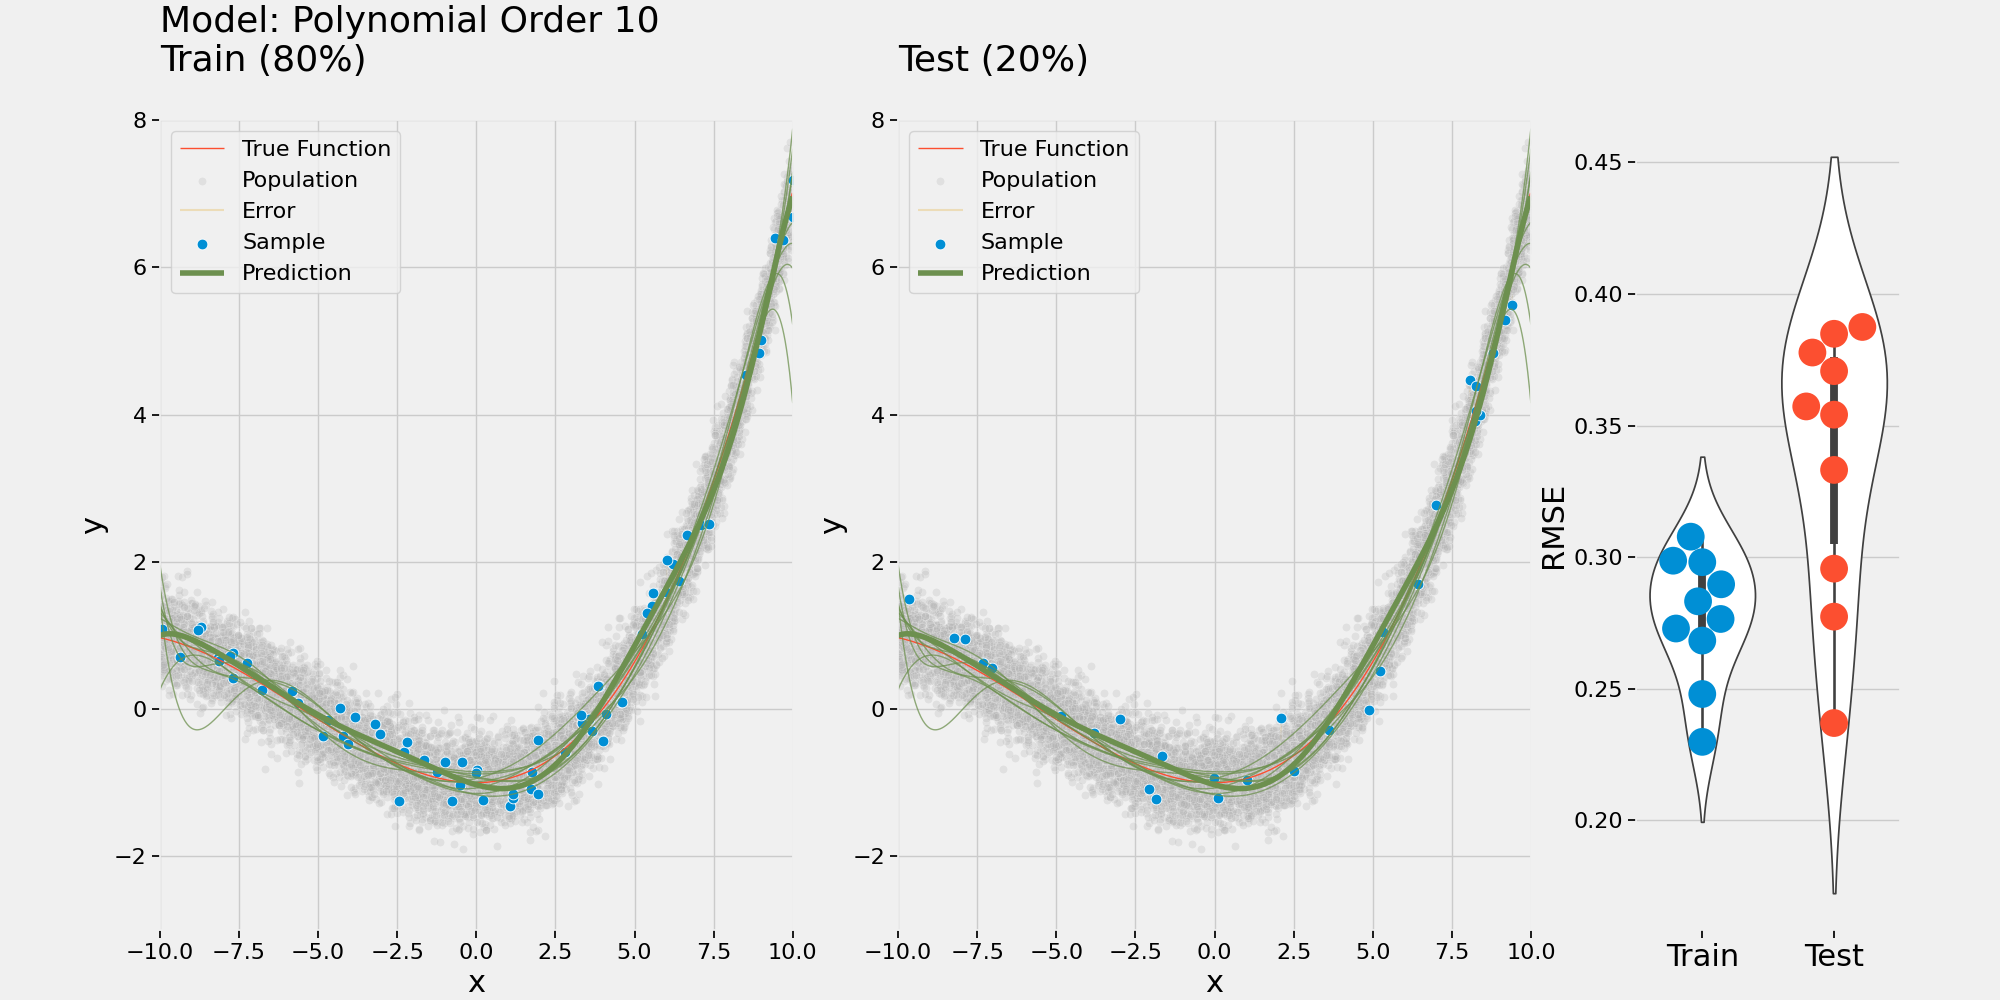 Model: Polynomial Order 10
Train (80%)
Test (20%)
8
6
4
2
0
−2
y
True Function
Population
Error
Sample
Prediction
−10.0 −7.5 −5.0 −2.5 0.0 2.5 5.0 7.5 10.0
x
8
6
4
2
0
−2
y
True Function
Population
Error
Sample
Prediction
−10.0 −7.5 −5.0 −2.5 0.0 2.5 5.0 7.5 10.0
x
0.45
0.40
0.35
0.30
0.25
0.20
RMSE
Train Test